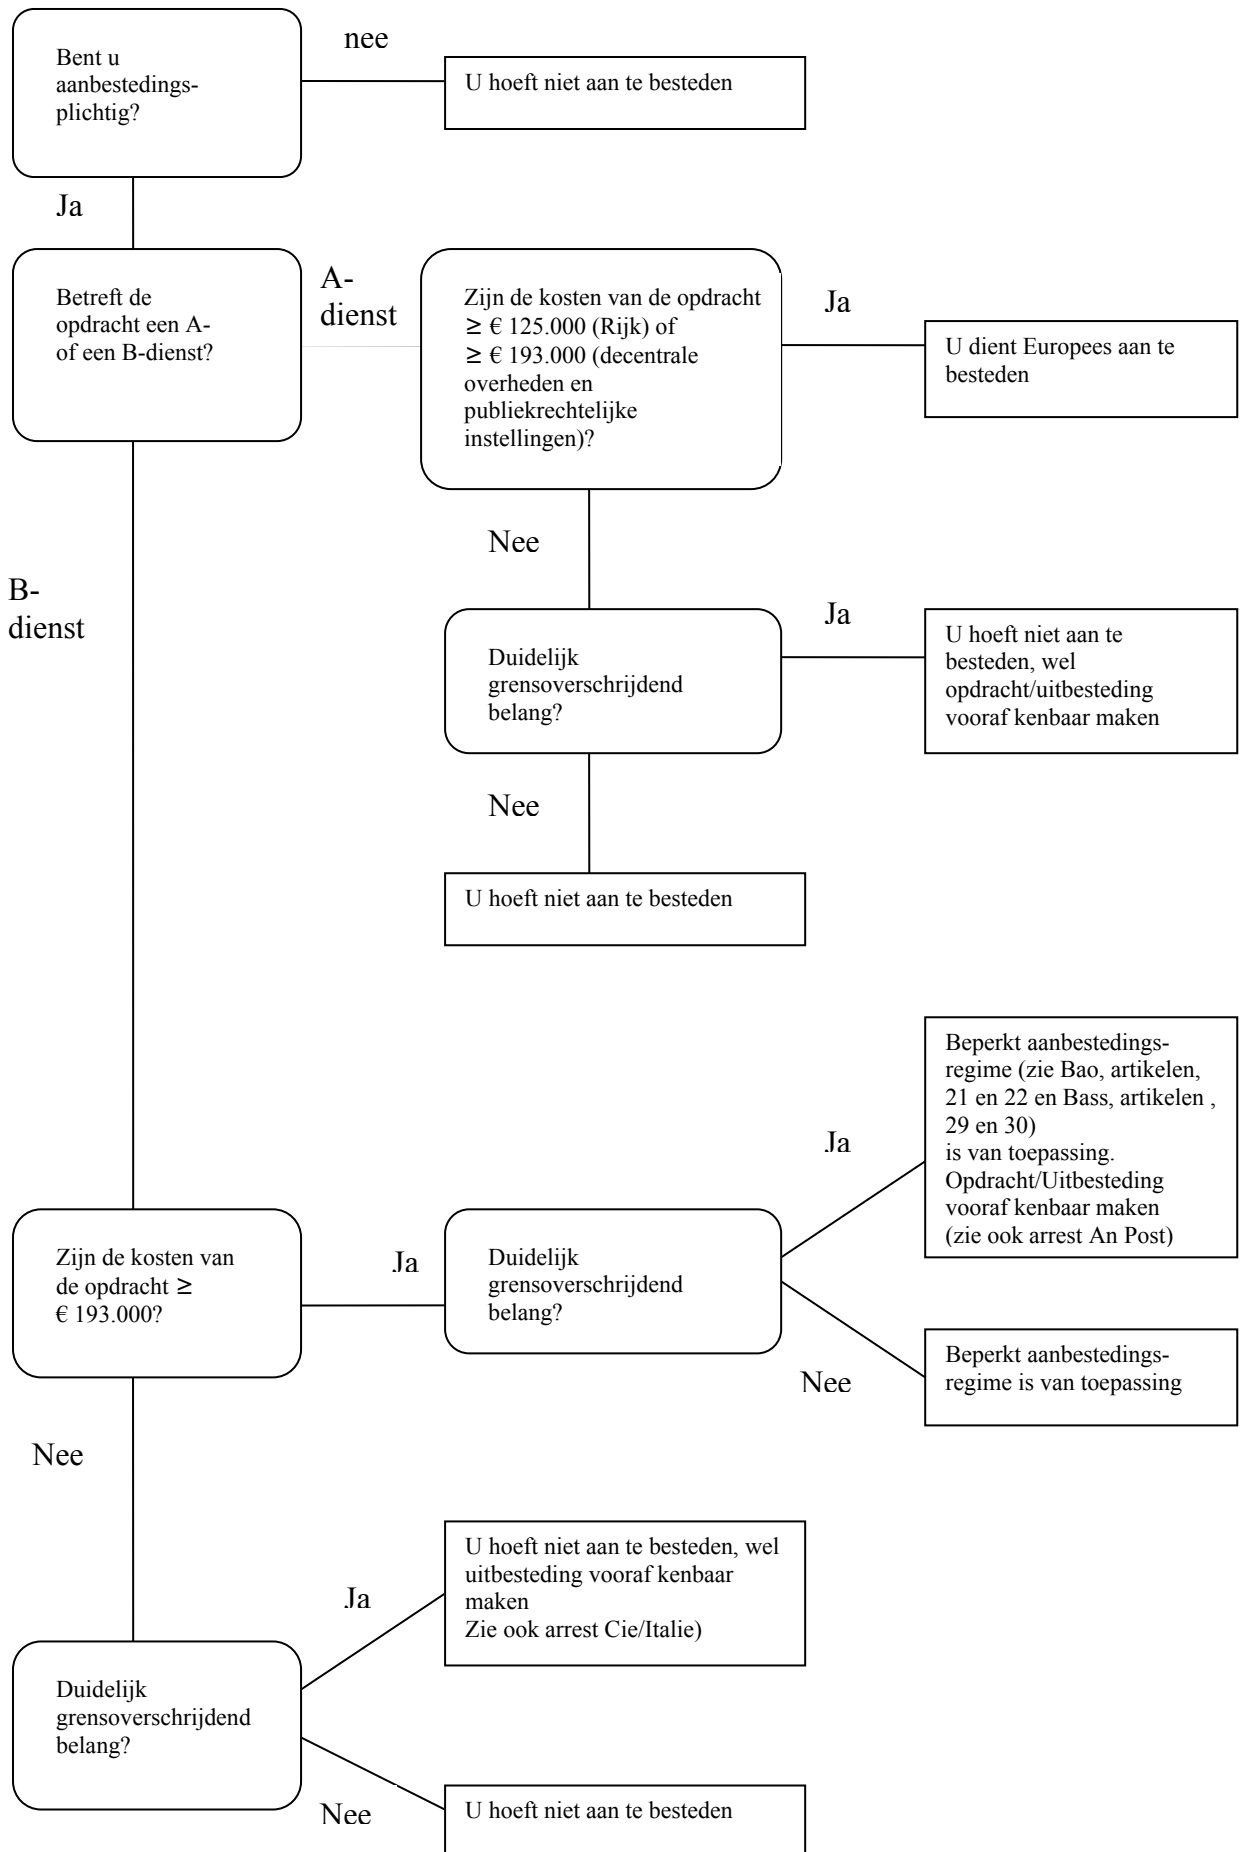 nee
Bent u
aanbestedings-
plichtig?
U hoeft niet aan te besteden
Ja
Betreft de
opdracht een A-
of een B-dienst?
A-
dienst
Zijn de kosten van de opdracht
≥ € 125.000 (Rijk) of
≥ € 193.000 (decentrale
overheden en
publiekrechtelijke
instellingen)?
Ja
U dient Europees aan te
besteden
Nee
B-
dienst
Duidelijk
grensoverschrijdend
belang?
Ja
U hoeft niet aan te
besteden, wel
opdracht/uitbesteding
vooraf kenbaar maken
Nee
U hoeft niet aan te besteden
Zijn de kosten van
de opdracht ≥
€ 193.000?
Ja
Duidelijk
grensoverschrijdend
belang?
Ja
Beperkt aanbestedings-
regime (zie Bao, artikelen,
21 en 22 en Bass, artikelen ,
29 en 30)
is van toepassing.
Opdracht/Uitbesteding
vooraf kenbaar maken
(zie ook arrest An Post)
Nee
Beperkt aanbestedings-
regime is van toepassing
Nee
Duidelijk
grensoverschrijdend
belang?
Ja
U hoeft niet aan te besteden, wel
uitbesteding vooraf kenbaar
maken
Zie ook arrest Cie/Italie)
Nee
U hoeft niet aan te besteden